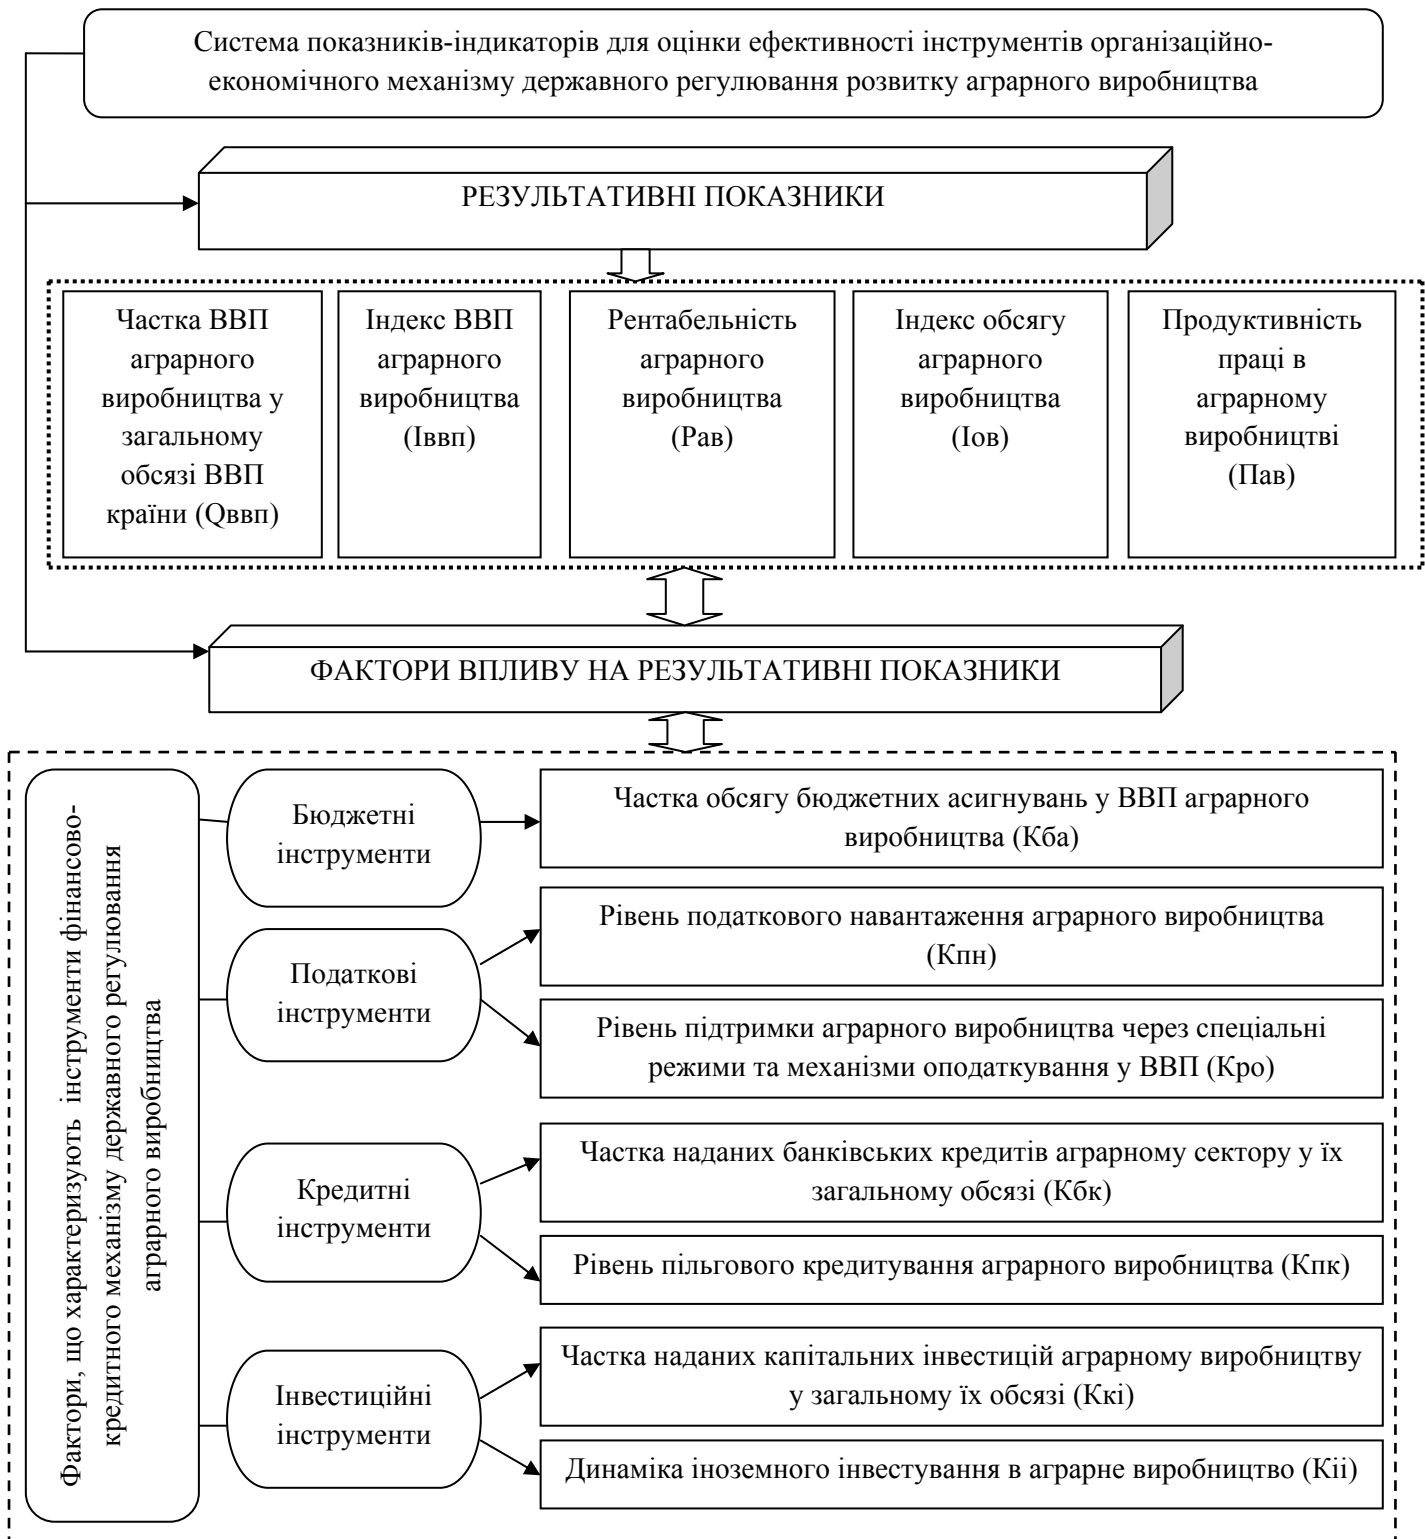 Система показників-індикаторів для оцінки ефективності інструментів організаційно-
економічного механізму державного регулювання розвитку аграрного виробництва
РЕЗУЛЬТАТИВНІ ПОКАЗНИКИ
Частка ВВП
аграрного
виробництва у
загальному
обсязі ВВП
країни (Qввп)
Індекс ВВП
аграрного
виробництва
(Іввп)
Рентабельність
аграрного
виробництва
(Рав)
Індекс обсягу
аграрного
виробництва
(Іов)
Продуктивність
праці в
аграрному
виробництві
(Пав)
ФАКТОРИ ВПЛИВУ НА РЕЗУЛЬТАТИВНІ ПОКАЗНИКИ
Фактори, що характеризують інструменти фінансово-
кредитного механізму державного регулювання
аграрного виробництва
Бюджетні
інструменти
Частка обсягу бюджетних асигнувань у ВВП аграрного
виробництва (Кба)
Податкові
інструменти
Рівень податкового навантаження аграрного виробництва
(Кпн)
Рівень підтримки аграрного виробництва через спеціальні
режими та механізми оподаткування у ВВП (Кро)
Кредитні
інструменти
Частка наданих банківських кредитів аграрному сектору у їх
загальному обсязі (Кбк)
Рівень пільгового кредитування аграрного виробництва (Кпк)
Інвестиційні
інструменти
Частка наданих капітальних інвестицій аграрному виробництву
у загальному їх обсязі (Ккі)
Динаміка іноземного інвестування в аграрне виробництво (Кіі)